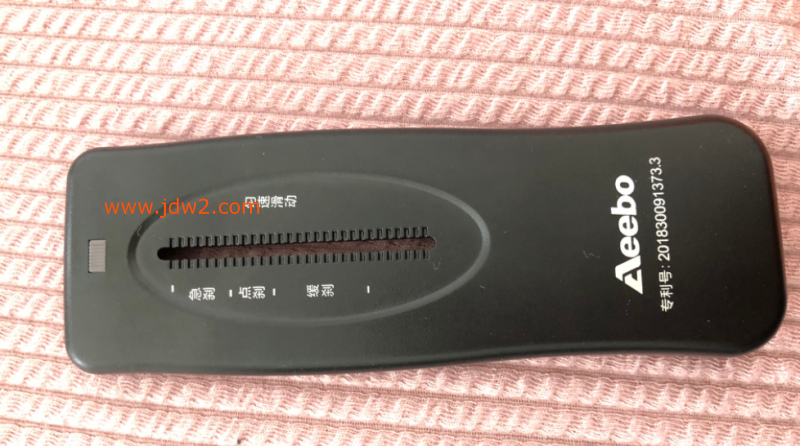 www.jdw2.com
匀速滑动
急刹
点刹
缓刹
Aeebo
专利号: 201830091373.3